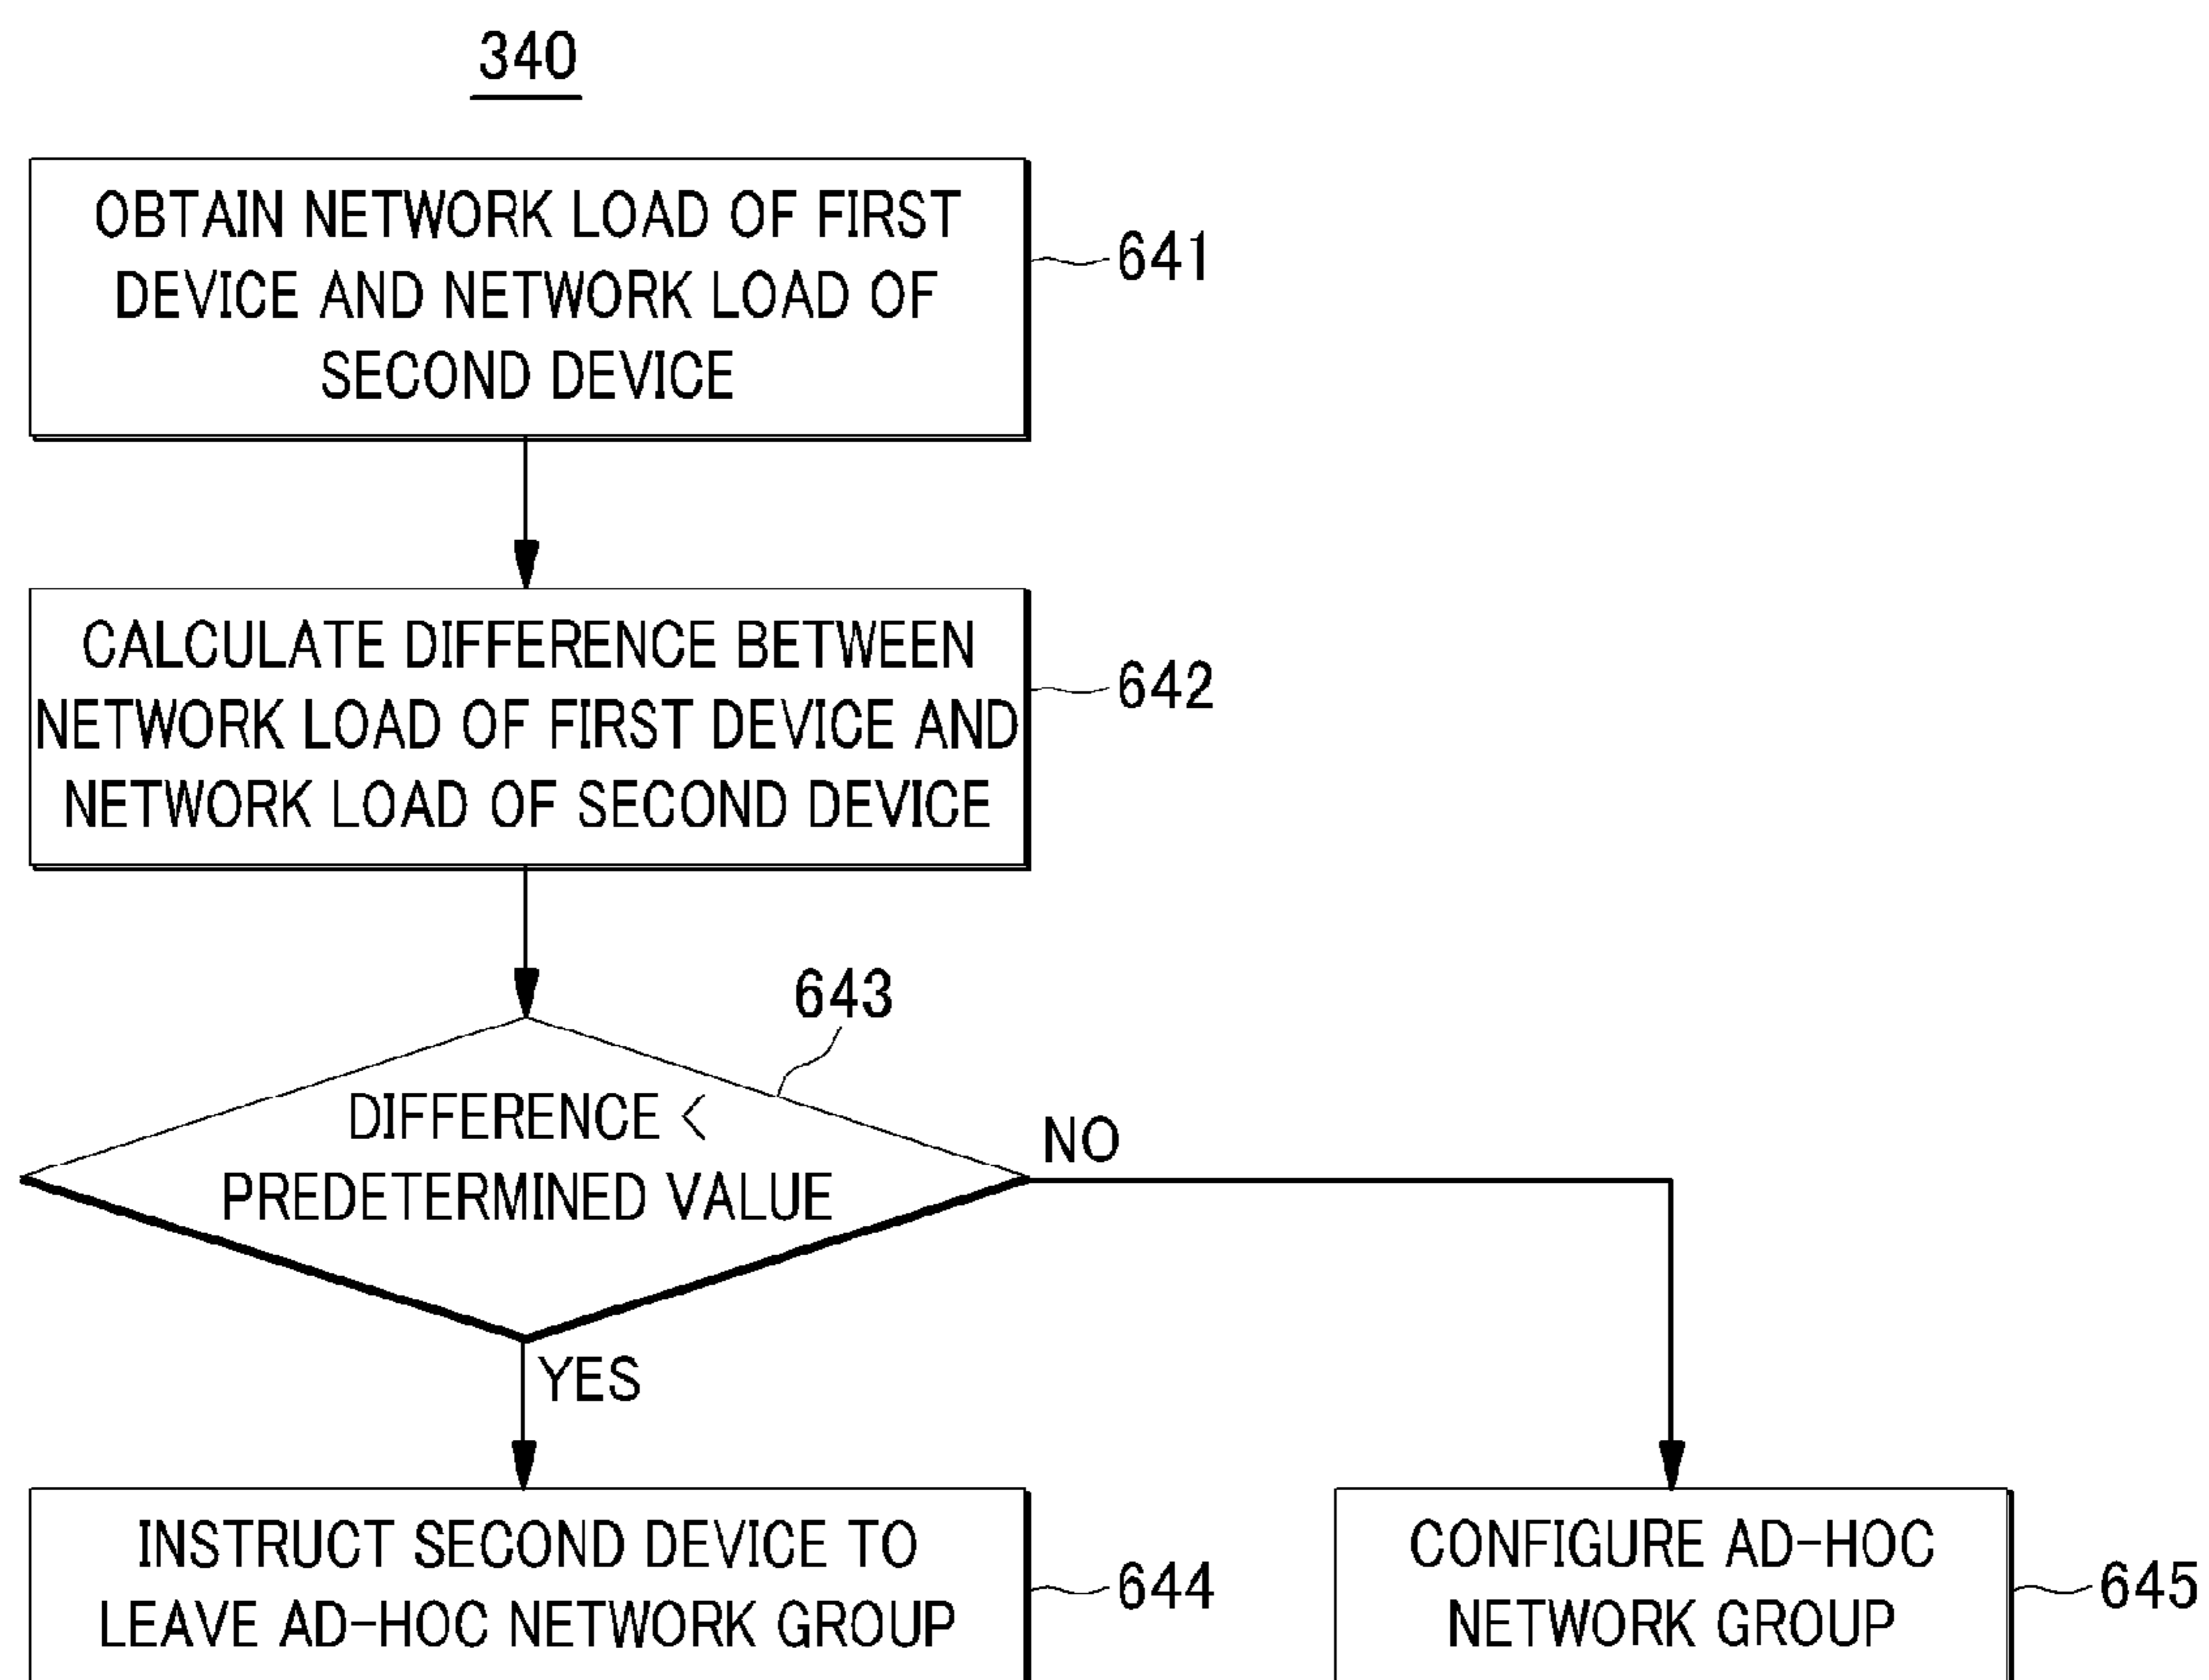 340
OBTAIN NETWORK LOAD OF FIRST
DEVICE AND NETWORK LOAD OF
SECOND DEVICE
641
CALCULATE DIFFERENCE BETWEEN
NETWORK LOAD OF FIRST DEVICE AND
NETWORK LOAD OF SECOND DEVICE
642
643
DIFFERENCE <
PREDETERMINED VALUE
NO
YES
INSTRUCT SECOND DEVICE TO
LEAVE AD-HOC NETWORK GROUP
644
CONFIGURE AD-HOC
NETWORK GROUP
645